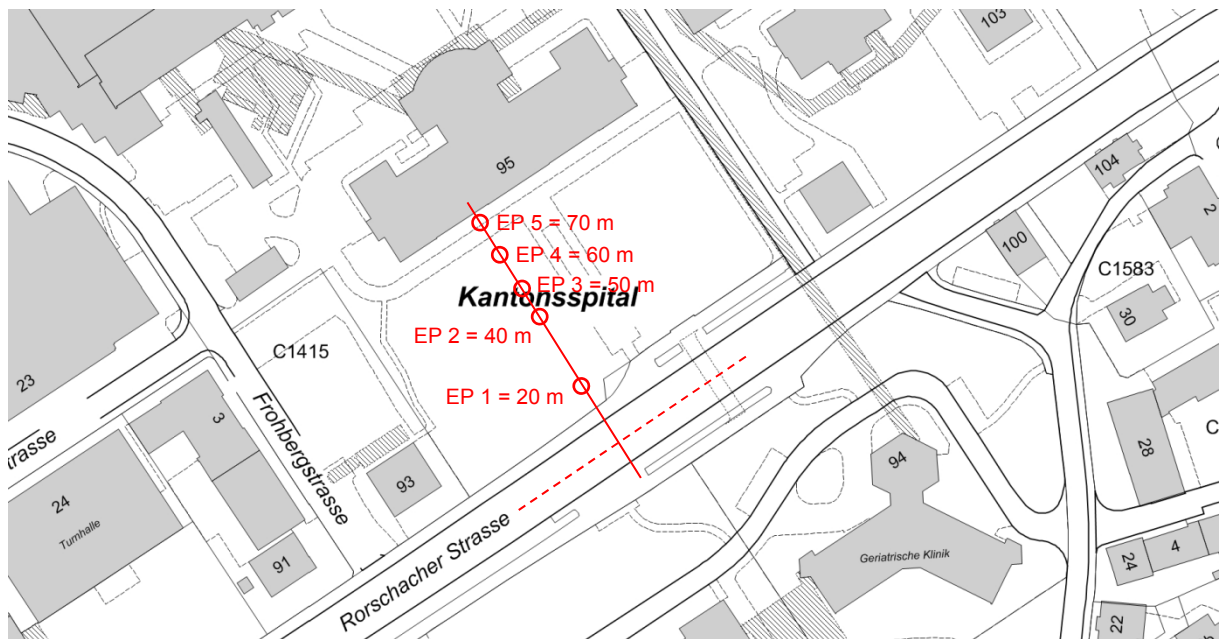 103
95
104
2
100
C1583
EP 5 = 70 m
EP 4 = 60 m
EP 3 = 50 m
Kantonsspital
30
EP 2 = 40 m
C1415
23
EP 1 = 20 m
3
Frohbergstrasse
trasse
C
28
94
93
24
Turnhalle
Rorschacher Strasse
Geriatrische Klinik
4
24
91
22